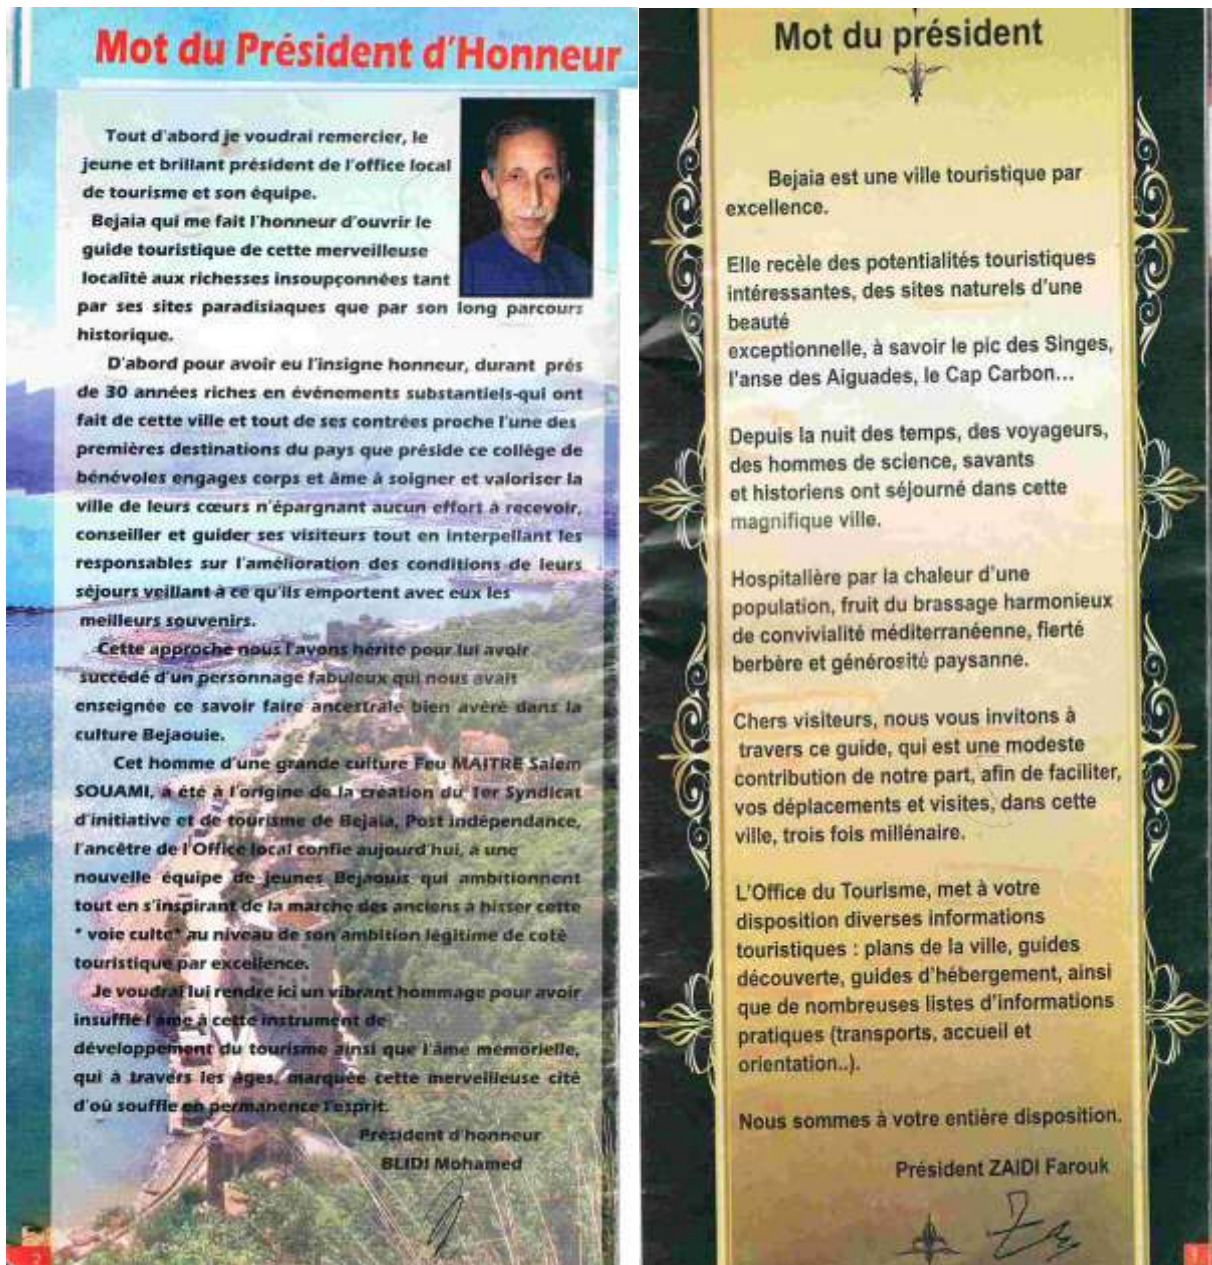 Mot du Président d'Honneur
Tout d'abord je voudrai remercier, le
jeune et brillant président de l'office local
de tourisme et son équipe.
Bejaia qui me fait l'honneur d'ouvrir le
guide touristique de cette merveilleuse
localité aux richesses insoupçonnées tant
par ses sites paradisiaques que par son long parcours
historique.
D'abord pour avoir eu l'insigne honneur, durant prés
de 30 années riches en événements substantiels-qui ont
fait de cette ville et tout de ses contrées proche l'une des
premières destinations du pays que préside ce collège de
bénévoles engages corps et âme à soigner et valoriser la
ville de leurs cœurs n'épargnant aucun effort à recevoir,
conseiller et guider ses visiteurs tout en interpellant les
responsables sur l'amélioration des conditions de leurs
séjours veillant à ce qu'ils emportent avec eux les
meilleurs souvenirs.
Cette approche nous l'avons hérité pour lui avoir
succédé d'un personnage fabuleux qui nous avait
enseignée ce savoir faire ancestrale bien avéré dans la
culture Bejaouie.
Cet homme d'une grande culture Feu MAITRE Salem
SOUAMI, a été à l'origine de la création du 1er Syndicat
d'initiative et de tourisme de Bejaia, Post indépendance,
l'ancêtre de l'Office local confie aujourd'hui, à une
nouvelle équipe de jeunes Bejaouis qui ambitionnent
tout en s'inspirant de la marche des anciens à hisser cette
" voie culte" au niveau de son ambition légitime de coté
touristique par excellence.
Je voudrai lui rendre ici un vibrant hommage pour avoir
insufflé l'âme à cette instrument de
développement du tourisme ainsi que l'âme mémorielle,
qui à travers les âges, marquée cette merveilleuse cité
d'où souffle en permanence l'esprit.
Président d'honneur
BLIDI Mohamed
2
Mot du président
Bejaia est une ville touristique par
excellence.
Elle recèle des potentialités touristiques
intéressantes, des sites naturels d'une
beauté
exceptionnelle, à savoir le pic des Singes,
l'anse des Aiguades, le Cap Carbon...
Depuis la nuit des temps, des voyageurs,
des hommes de science, savants
et historiens ont séjourné dans cette
magnifique ville.
Hospitalière par la chaleur d'une
population, fruit du brassage harmonieux
de convivialité méditerranéenne, fierté
berbère et générosité paysanne.
Chers visiteurs, nous vous invitons à
travers ce guide, qui est une modeste
contribution de notre part, afin de faciliter,
vos déplacements et visites, dans cette
ville, trois fois millénaire.
L'Office du Tourisme, met à votre
disposition diverses informations
touristiques : plans de la ville, guides
découverte, guides d'hébergement, ainsi
que de nombreuses listes d'informations
pratiques (transports, accueil et
orientation..).
Nous sommes à votre entière disposition.
Président ZAIDI Farouk